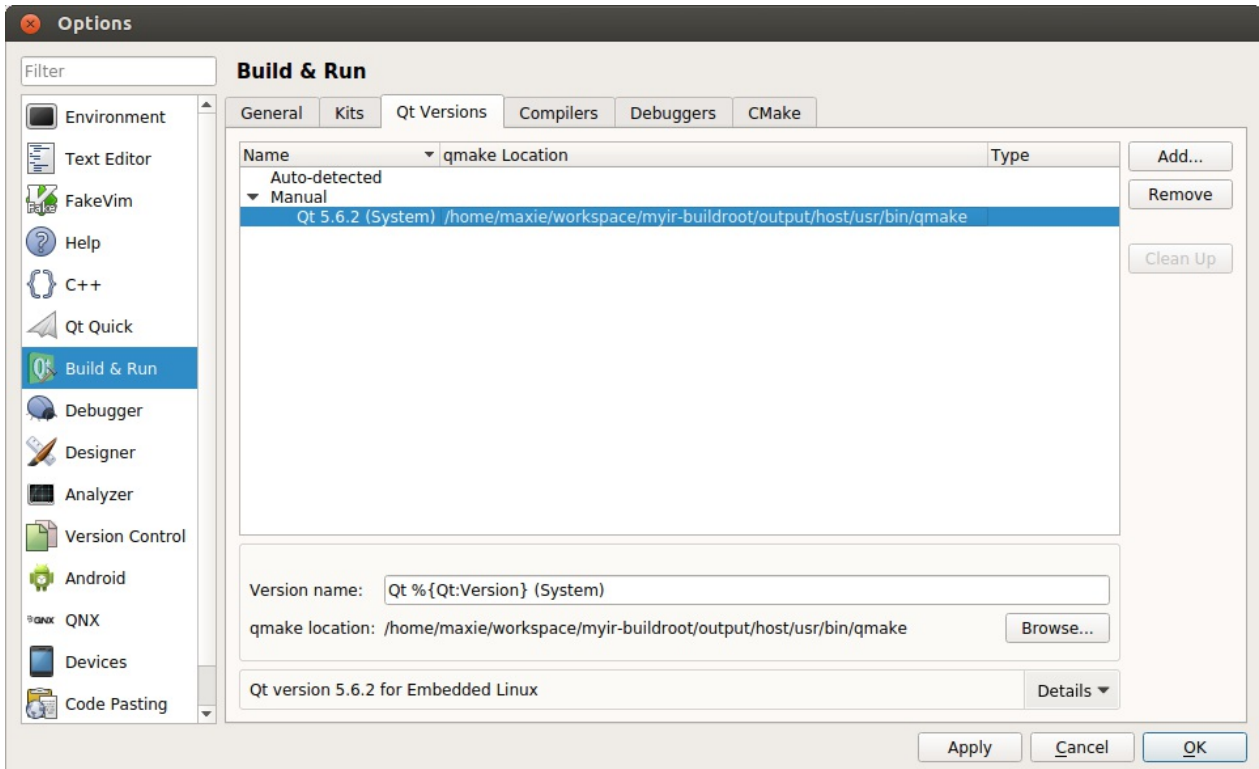 Options
Filter
Environment
Text Editor
FakeVim
Help
C++
Qt Quick
Build & Run
Debugger
Designer
Analyzer
Version Control
Android
QNX
Devices
Code Pasting
Build & Run
General Kits Qt Versions Compilers Debuggers CMake
Name qmake Location Type
Auto-detected
Manual
Qt 5.6.2 (System) /home/maxie/workspace/myir-buildroot/output/host/usr/bin/qmake
Add...
Remove
Clean Up
Version name: Qt %{Qt:Version} (System)
qmake location: /home/maxie/workspace/myir-buildroot/output/host/usr/bin/qmake Browse...
Qt version 5.6.2 for Embedded Linux Details
Apply Cancel OK